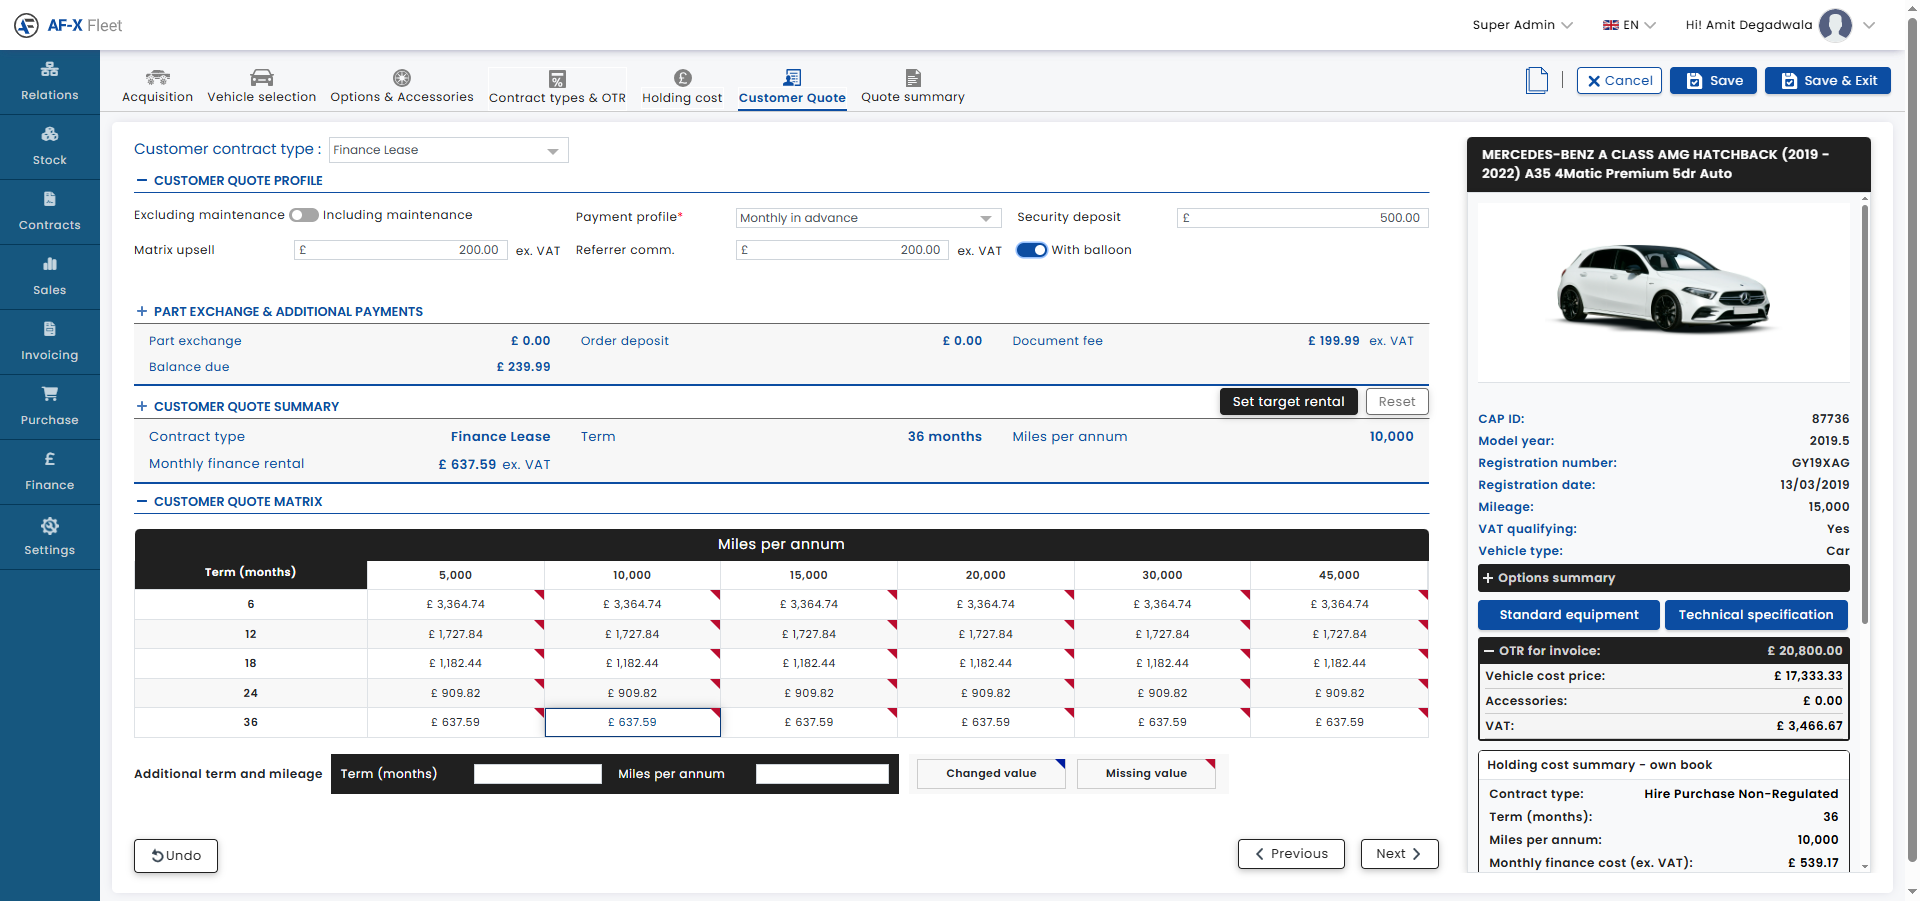 AF-X Fleet
Super Admin
EN
Hi! Amit Degadwala
Relations
Stock
Contracts
Sales
Invoicing
Purchase
£
Finance
Settings
Acquisition
Vehicle selection
Options & Accessories
Contract types & OTR
Holding cost
Customer Quote
Quote summary
Cancel
Save
Save & Exit
Customer contract type : Finance Lease
CUSTOMER QUOTE PROFILE
Excluding maintenance Including maintenance
Payment profile* Monthly in advance
Security deposit £ 500.00
Matrix upsell £ 200.00 ex. VAT
Referrer comm. £ 200.00 ex. VAT
With balloon
+ PART EXCHANGE & ADDITIONAL PAYMENTS
Part exchange £ 0.00 Order deposit £ 0.00 Document fee £ 199.99 ex. VAT
Balance due £ 239.99
+ CUSTOMER QUOTE SUMMARY
Set target rental
Reset
Contract type Finance Lease Term 36 months Miles per annum 10,000
Monthly finance rental £ 637.59 ex. VAT
CUSTOMER QUOTE MATRIX
Miles per annum
Term (months)
5,000 10,000 15,000 20,000 30,000 45,000
6 £ 3,364.74 £ 3,364.74 £ 3,364.74 £ 3,364.74 £ 3,364.74 £ 3,364.74
12 £ 1,727.84 £ 1,727.84 £ 1,727.84 £ 1,727.84 £ 1,727.84 £ 1,727.84
18 £ 1,182.44 £ 1,182.44 £ 1,182.44 £ 1,182.44 £ 1,182.44 £ 1,182.44
24 £ 909.82 £ 909.82 £ 909.82 £ 909.82 £ 909.82 £ 909.82
36 £ 637.59 £ 637.59 £ 637.59 £ 637.59 £ 637.59 £ 637.59
Additional term and mileage Term (months) Miles per annum
Changed value
Missing value
Undo
Previous
Next
MERCEDES-BENZ A CLASS AMG HATCHBACK (2019 -
2022) A35 4Matic Premium 5dr Auto
CAP ID: 87736
Model year: 2019.5
Registration number: GY19XAG
Registration date: 13/03/2019
Mileage: 15,000
VAT qualifying: Yes
Vehicle type: Car
+ Options summary
Standard equipment
Technical specification
OTR for invoice: £ 20,800.00
Vehicle cost price: £ 17,333.33
Accessories: £ 0.00
VAT: £ 3,466.67
Holding cost summary - own book
Contract type: Hire Purchase Non-Regulated
Term (months): 36
Miles per annum: 10,000
Monthly finance cost (ex. VAT): £ 539.17